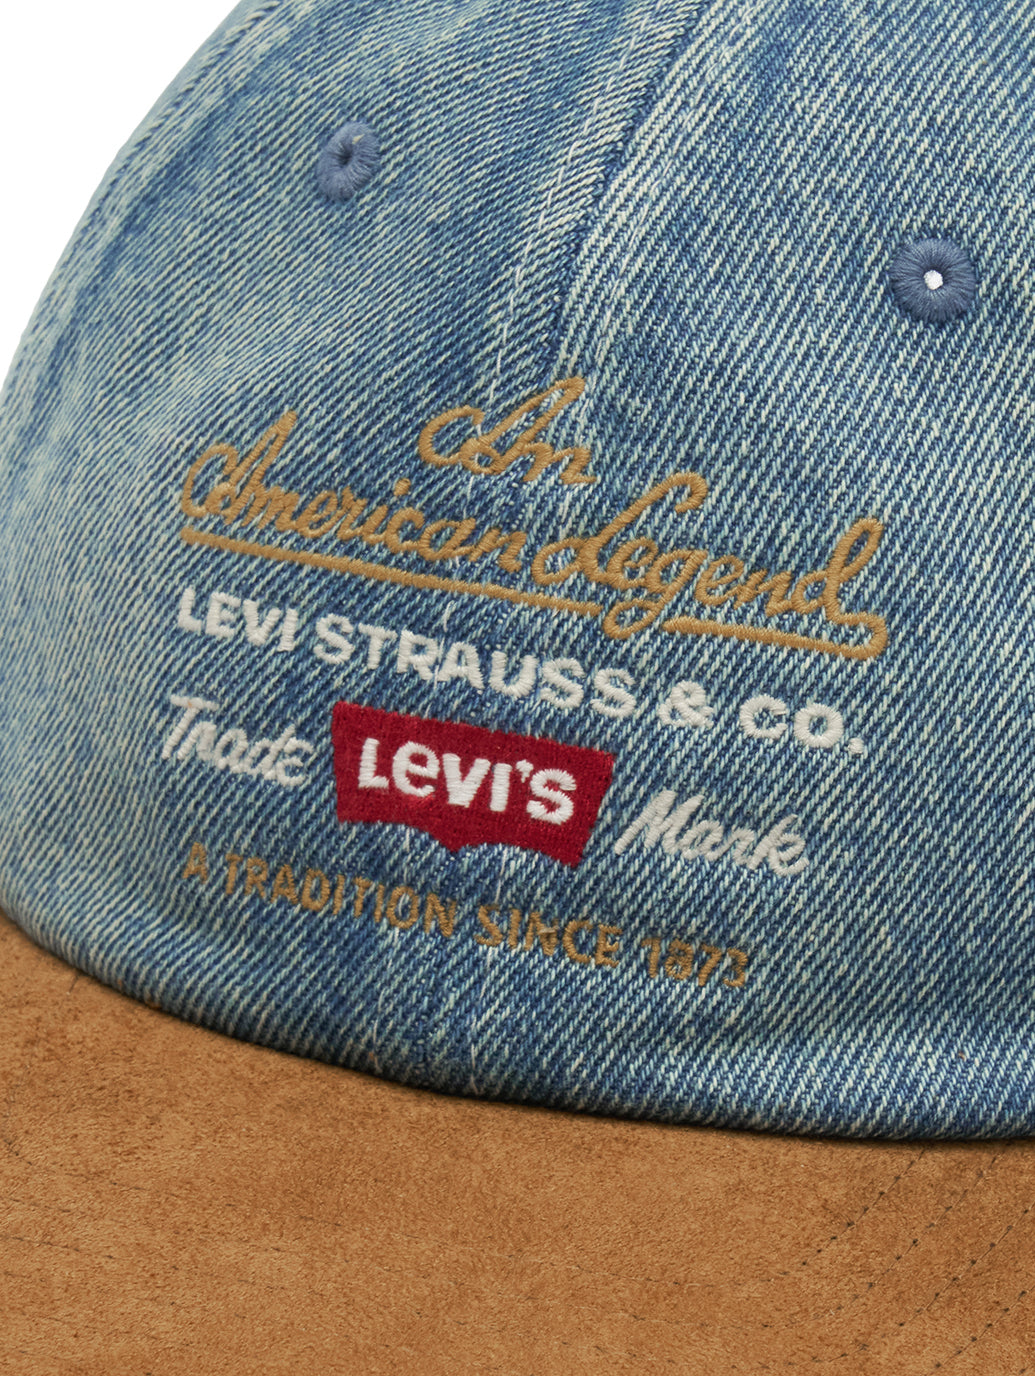 An
American Legend
LEVI STRAUSS & CO.
Trade LEVI'S Mark
A TRADITION SINCE 1873